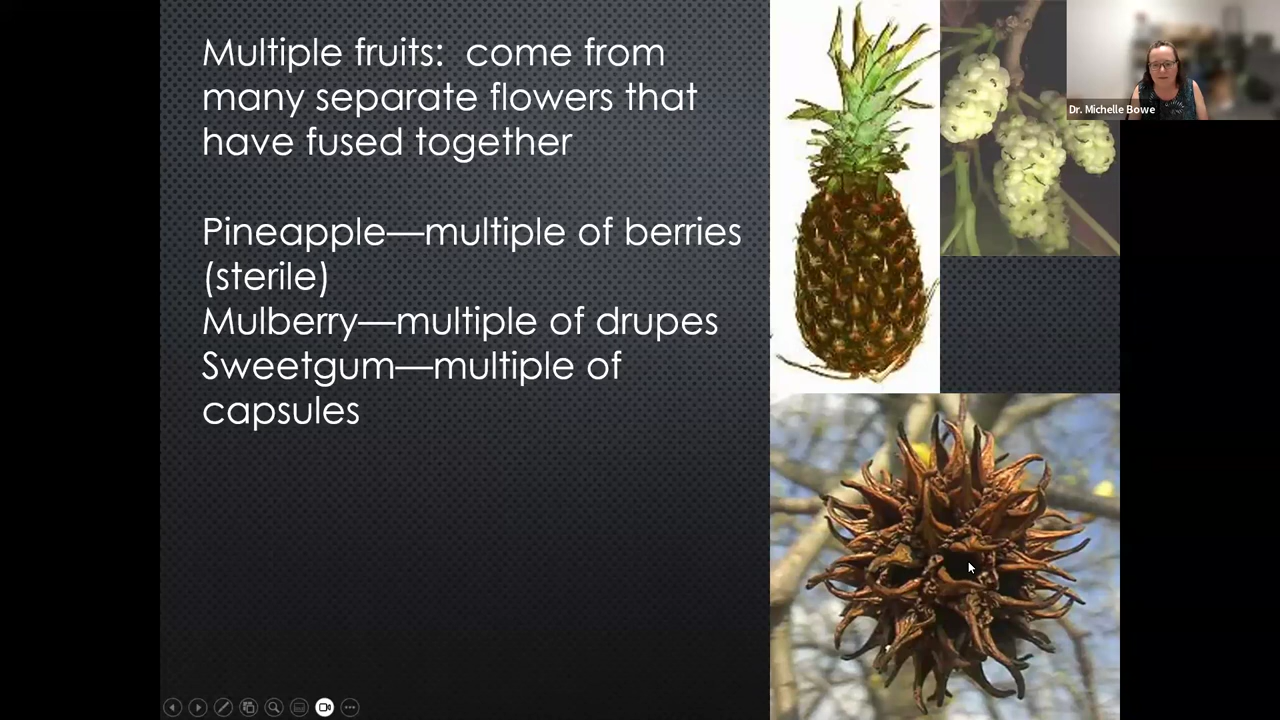 Multiple fruits:  come from
many separate flowers that
have fused together
Pineapple—multiple of berries
(sterile)
Mulberry—multiple of drupes
Sweetgum—multiple of
capsules
Dr. Michelle Bowe